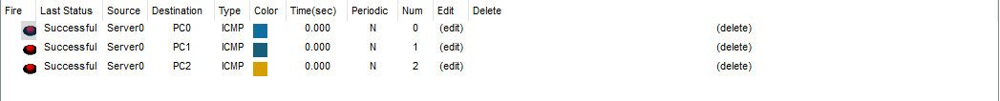 Fire Last Status Source Destination Type Color Time(sec) Periodic Num Edit Delete
Successful Server0 PC0 ICMP 0.000 N 0 (edit) (delete)
Successful Server0 PC1 ICMP 0.000 N 1 (edit) (delete)
Successful Server0 PC2 ICMP 0.000 N 2 (edit) (delete)